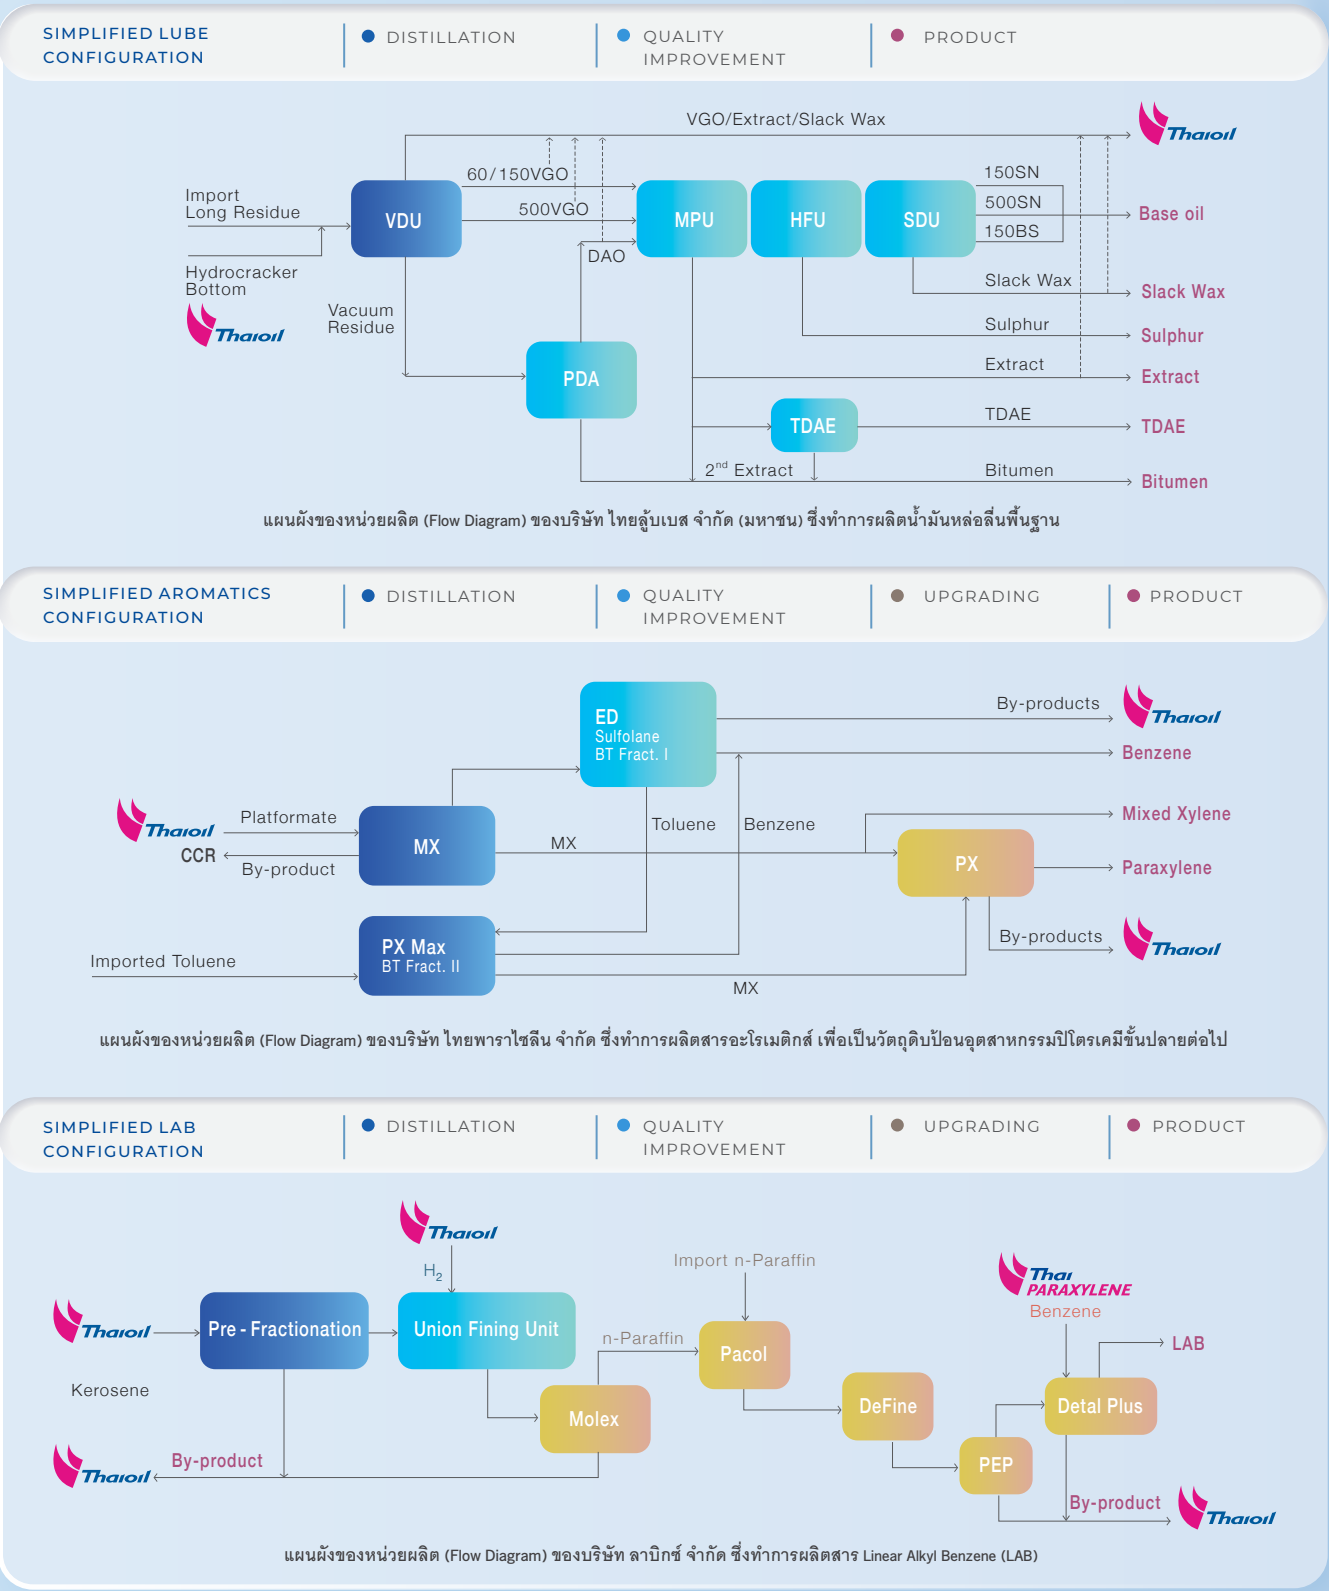 SIMPLIFIED LUBE
CONFIGURATION
DISTILLATION
QUALITY
IMPROVEMENT
PRODUCT
VGO/Extract/Slack Wax
Thaioil
60/150VGO
500VGO
Import
Long Residue
VDU
MPU
HFU
SDU
150SN
500SN
150BS
Base oil
DAO
Hydrocracker
Bottom
Thaioil
Vacuum
Residue
Slack Wax
Slack Wax
Sulphur
Sulphur
PDA
Extract
Extract
TDAE
TDAE
TDAE
2nd Extract
Bitumen
Bitumen
แผนผังของหน่วยผลิต (Flow Diagram) ของบริษัท ไทยลู้บเบส จำกัด (มหาชน) ซึ่งทำการผลิตน้ำมันหล่อลื่นพื้นฐาน
SIMPLIFIED AROMATICS
CONFIGURATION
DISTILLATION
QUALITY
IMPROVEMENT
UPGRADING
PRODUCT
ED
Sulfolane
BT Fract. I
By-products
Thaioil
Benzene
Thaioil
CCR
Platformate
By-product
MX
MX
Toluene
Benzene
Mixed Xylene
PX
Paraxylene
PX Max
BT Fract. II
Imported Toluene
MX
By-products
Thaioil
แผนผังของหน่วยผลิต (Flow Diagram) ของบริษัท ไทยพาราไซลีน จำกัด ซึ่งทำการผลิตสารอะโรเมติกส์ เพื่อเป็นวัตถุดิบป้อนอุตสาหกรรมปิโตรเคมีขั้นปลายต่อไป
SIMPLIFIED LAB
CONFIGURATION
DISTILLATION
QUALITY
IMPROVEMENT
UPGRADING
PRODUCT
Thaioil
H2
Import n-Paraffin
Thai
PARAXYLENE
Benzene
Thaioil
Pre - Fractionation
Union Fining Unit
n-Paraffin
Pacol
LAB
Kerosene
Molex
DeFine
Detal Plus
PEP
By-product
Thaioil
By-product
Thaioil
แผนผังของหน่วยผลิต (Flow Diagram) ของบริษัท ลาบิกซ์ จำกัด ซึ่งทำการผลิตสาร Linear Alkyl Benzene (LAB)